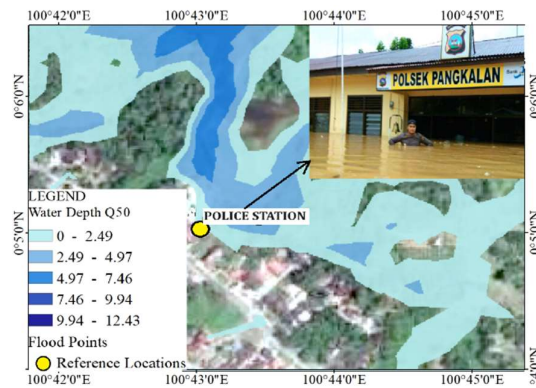 100°42'0"E 100°43'0"E 100°44'0"E 100°45'0"E
0°6'0"N
0°6'0"N
POLSEK PANGKALAN
LEGEND
Water Depth Q50
0 - 2.49
2.49 - 4.97
4.97 - 7.46
7.46 - 9.94
9.94 - 12.43
Flood Points
Reference Locations
POLICE STATION
0°5'0"N
0°5'0"N
0°4'0"N
100°42'0"E 100°43'0"E 100°44'0"E 100°45'0"E